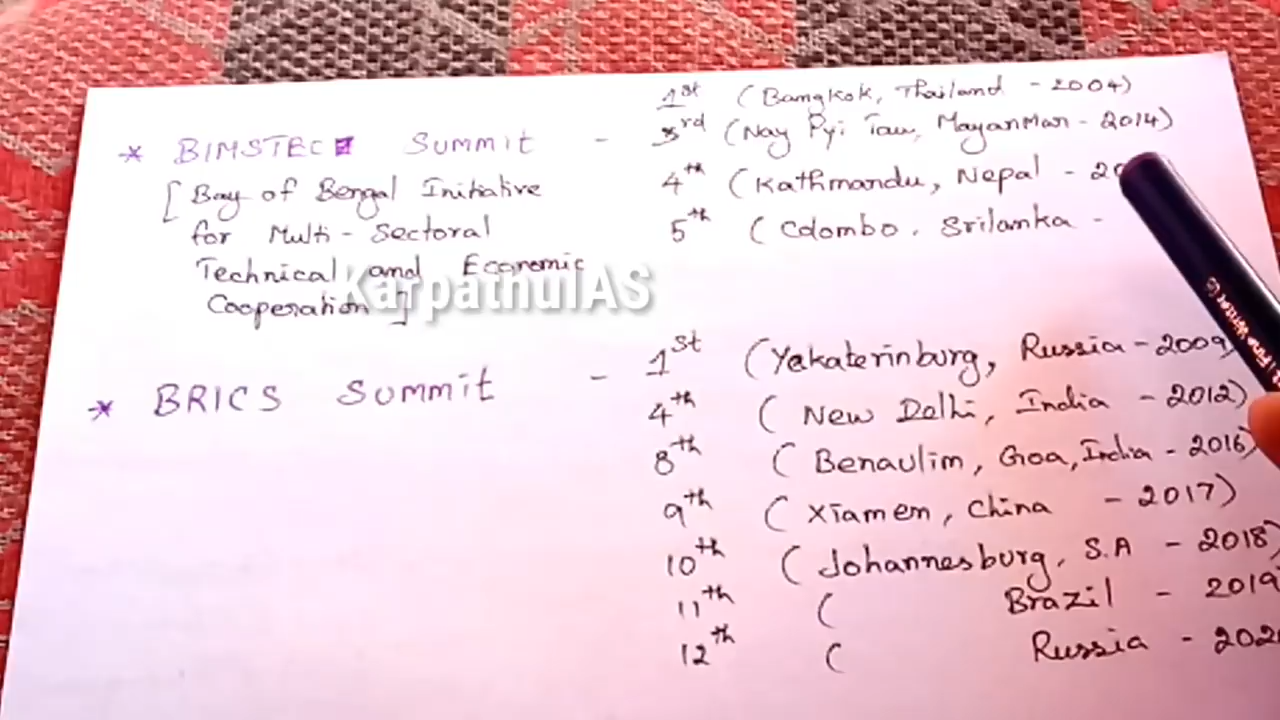 1st (Bangkok, Thailand - 2004)
* BIMSTEC Summit - 3rd (Nay Pyi Taw, MayanMar - 2014)
[Bay of Bengal Initiative 4th (Kathmandu, Nepal - 20
for Multi-Sectoral 5th (Colombo. Srilanka -
Technical, and Economic
Cooperation]
KarpathuIAS
* BRICS Summit - 1st (Yekaterinburg, Russia - 2009
4th (New Delhi, India - 2012)
8th (Benaulim, Goa, India - 2016)
9th (Xiamen, China - 2017)
10th (Johannesburg, S.A - 2018
11th ( Brazil - 2019
12th ( Russia - 202